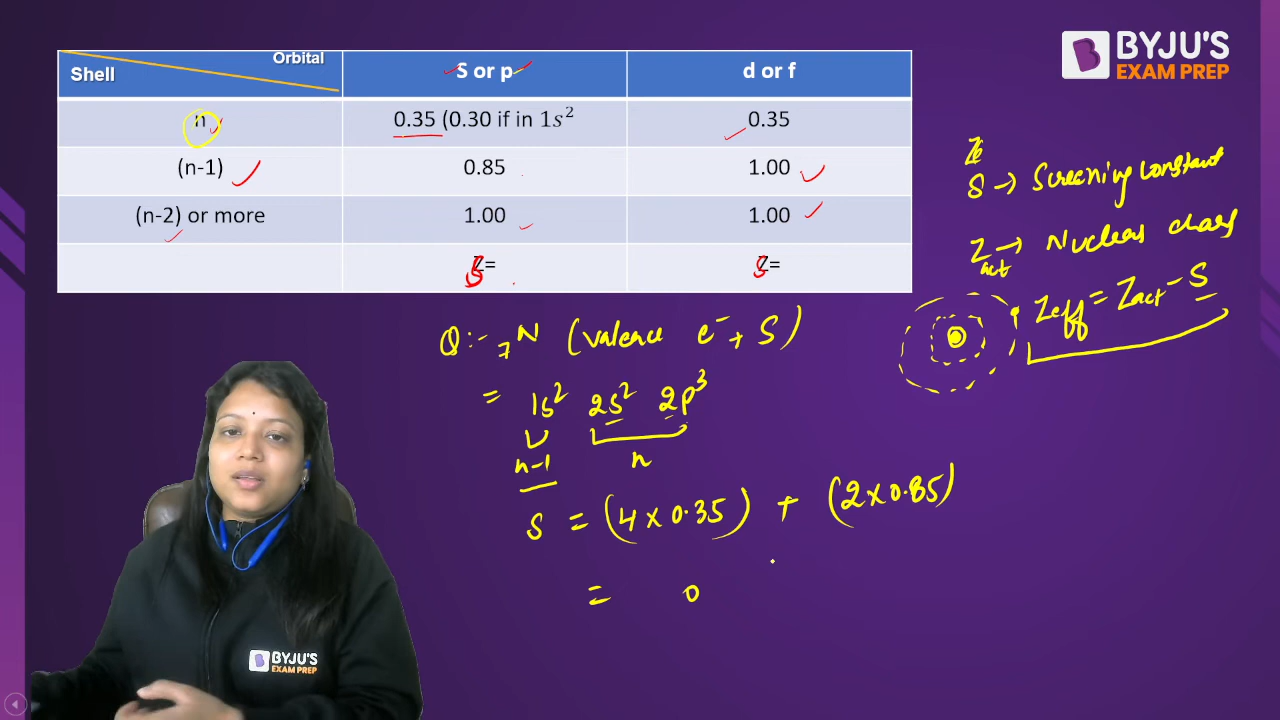 BYJU'S
EXAM PREP
Orbital
Shell
S or p
d or f
n
0.35 (0.30 if in 1s²
0.35
(n-1)
0.85
1.00
(n-2) or more
1.00
1.00
S=
S=
S → Screening constant
Z act → Nuclear
Zeff = Zact - S
Q:- ₇N (valence e⁻ → S)
= 1s² 2s² 2p³
n-1 n
S = (4 x 0.35) + (2 x 0.85)
= 0
BYJU'S
EXAM PREP